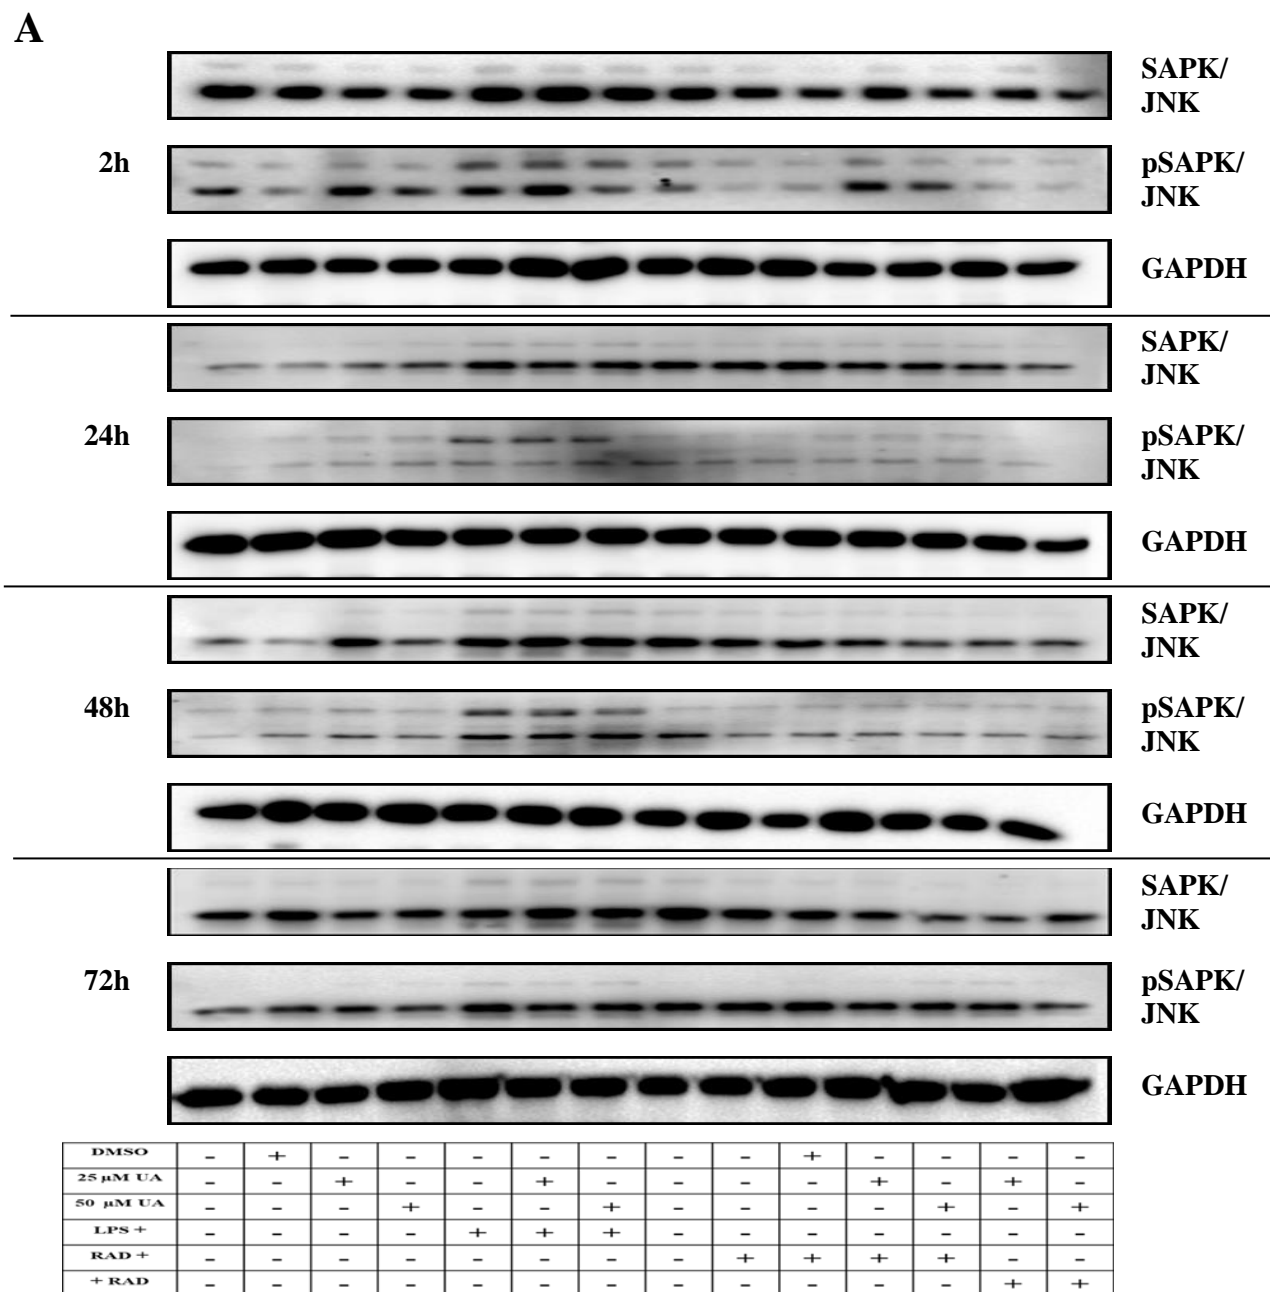 A
SAPK/
JNK
2h
pSAPK/
JNK
GAPDH
SAPK/
JNK
24h
pSAPK/
JNK
GAPDH
SAPK/
JNK
48h
pSAPK/
JNK
GAPDH
SAPK/
JNK
72h
pSAPK/
JNK
GAPDH
DMSO - + - - - - - - - + - - - -
25 µM UA - - + - - + - - - - + - + -
50 µM UA - - - + - - + - - - - + - +
LPS + - - - - + + + - - - - - - -
RAD + - - - - - - - - + + + + - -
+ RAD - - - - - - - - - - - - + +